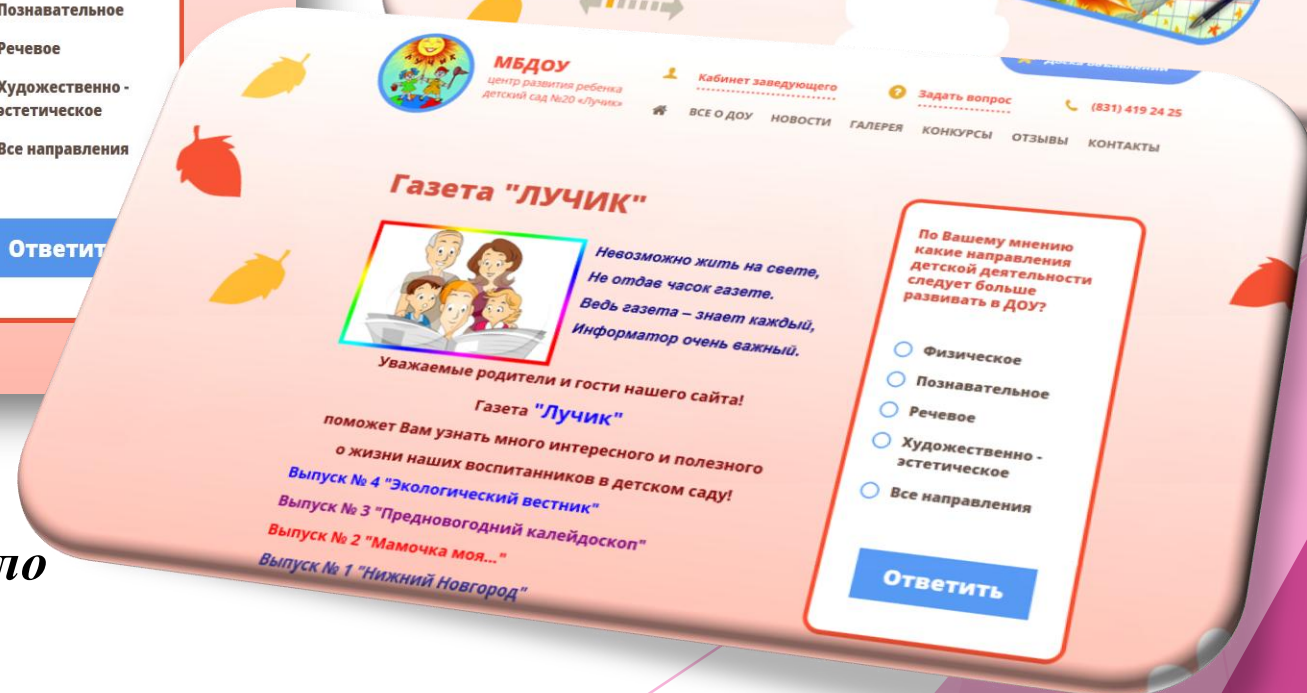 Познавательное
Речевое
Художественно -
эстетическое
Все направления
Ответит
ло
МБДОУ
центр развития ребенка
детский сад №20 «Лучик»
Кабинет заведующего
Задать вопрос
(831) 419 24 25
ВСЕ О ДОУ НОВОСТИ ГАЛЕРЕЯ КОНКУРСЫ ОТЗЫВЫ КОНТАКТЫ
Газета "ЛУЧИК"
Невозможно жить на свете,
Не отдав часок газете.
Ведь газета – знает каждый,
Информатор очень важный.
Уважаемые родители и гости нашего сайта!
Газета "Лучик"
поможет Вам узнать много интересного и полезного
о жизни наших воспитанников в детском саду!
Выпуск № 4 "Экологический вестник"
Выпуск № 3 "Предновогодний калейдоскоп"
Выпуск № 2 "Мамочка моя..."
Выпуск № 1 "Нижний Новгород"
По Вашему мнению
какие направления
детской деятельности
следует больше
развивать в ДОУ?
Физическое
Познавательное
Речевое
Художественно -
эстетическое
Все направления
Ответить